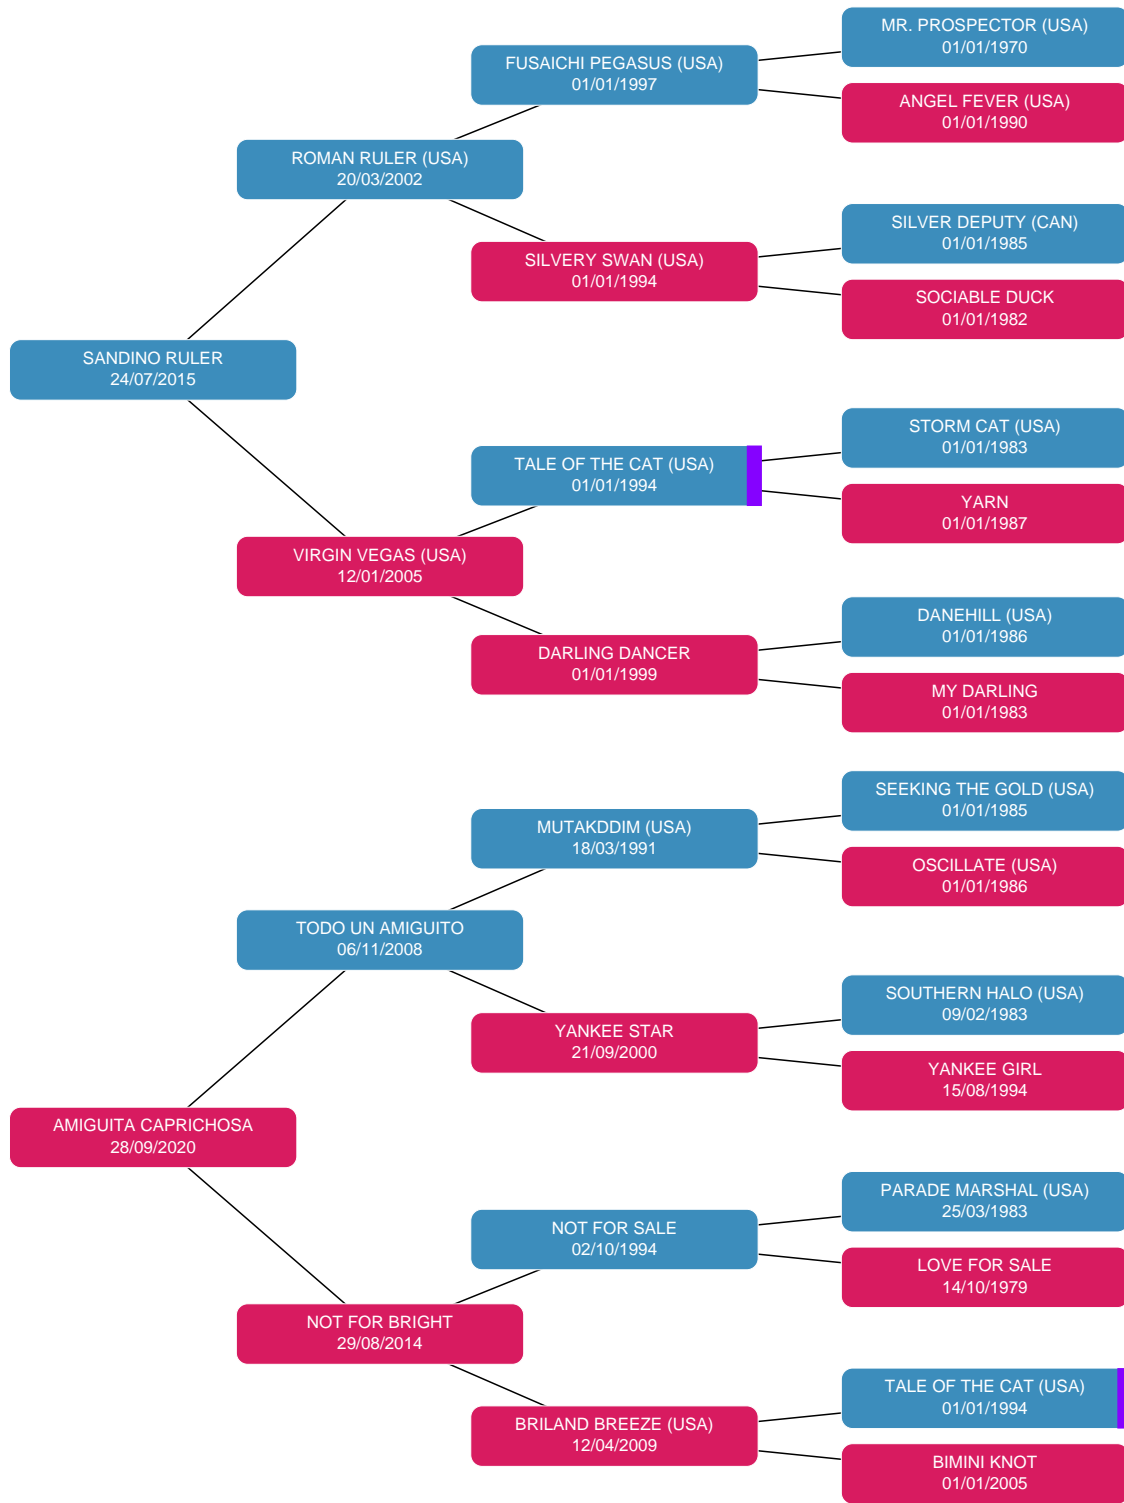 MR. PROSPECTOR (USA)
01/01/1970
FUSAICHI PEGASUS (USA)
01/01/1997
ANGEL FEVER (USA)
01/01/1990
ROMAN RULER (USA)
20/03/2002
SILVER DEPUTY (CAN)
01/01/1985
SILVERY SWAN (USA)
01/01/1994
SOCIABLE DUCK
01/01/1982
SANDINO RULER
24/07/2015
STORM CAT (USA)
01/01/1983
TALE OF THE CAT (USA)
01/01/1994
YARN
01/01/1987
VIRGIN VEGAS (USA)
12/01/2005
DANEHILL (USA)
01/01/1986
DARLING DANCER
01/01/1999
MY DARLING
01/01/1983
SEEKING THE GOLD (USA)
01/01/1985
MUTAKDDIM (USA)
18/03/1991
OSCILLATE (USA)
01/01/1986
TODO UN AMIGUITO
06/11/2008
SOUTHERN HALO (USA)
09/02/1983
YANKEE STAR
21/09/2000
YANKEE GIRL
15/08/1994
AMIGUITA CAPRICHOSA
28/09/2020
PARADE MARSHAL (USA)
25/03/1983
NOT FOR SALE
02/10/1994
LOVE FOR SALE
14/10/1979
NOT FOR BRIGHT
29/08/2014
TALE OF THE CAT (USA)
01/01/1994
BRILAND BREEZE (USA)
12/04/2009
BIMINI KNOT
01/01/2005